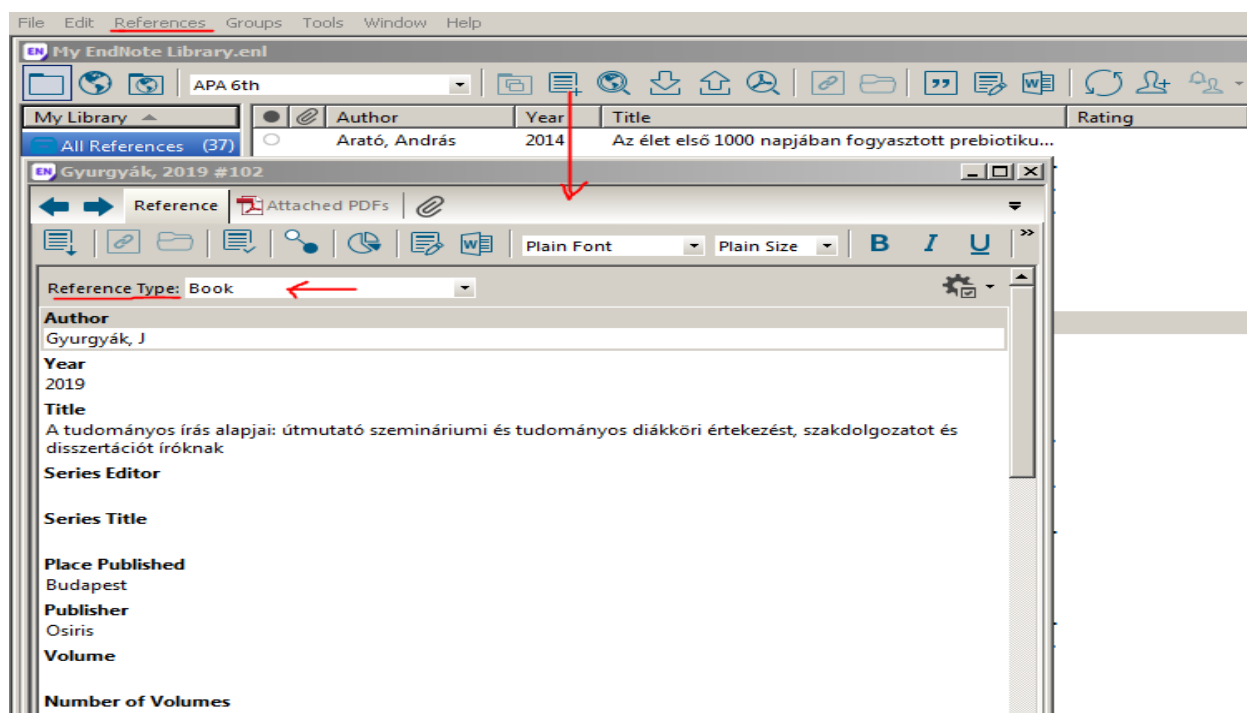 File Edit References Groups Tools Window Help
EN My EndNote Library.enl
APA 6th
My Library Author Year Title Rating
All References (37) Arató, András 2014 Az élet első 1000 napjában fogyasztott prebiotiku...
EN Gyurgyák, 2019 #102
Reference Attached PDFs
Plain Font Plain Size B I U »
Reference Type: Book
Author
Gyurgyák, J
Year
2019
Title
A tudományos írás alapjai: útmutató szemináriumi és tudományos diákköri értekezést, szakdolgozatot és
disszertációt íróknak
Series Editor
Series Title
Place Published
Budapest
Publisher
Osiris
Volume
Number of Volumes